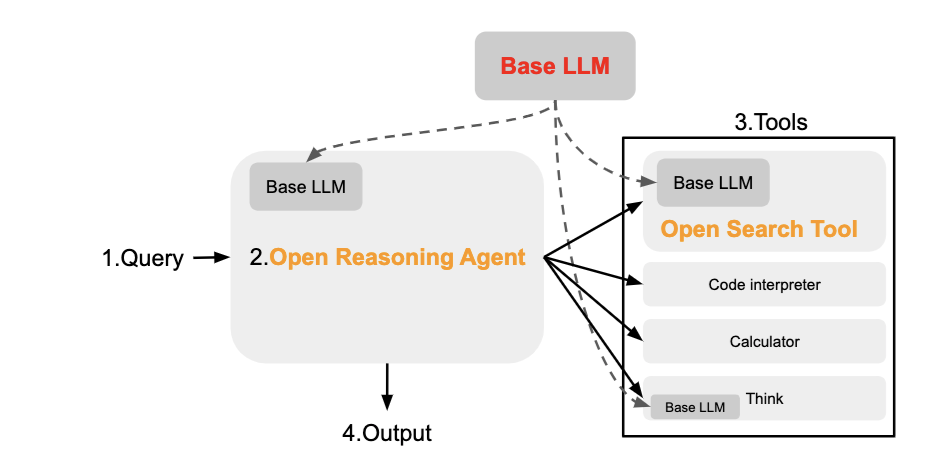 Base LLM
3.Tools
Base LLM
Base LLM
Open Search Tool
1.Query
2.Open Reasoning Agent
Code interpreter
Calculator
Think
Base LLM
4.Output